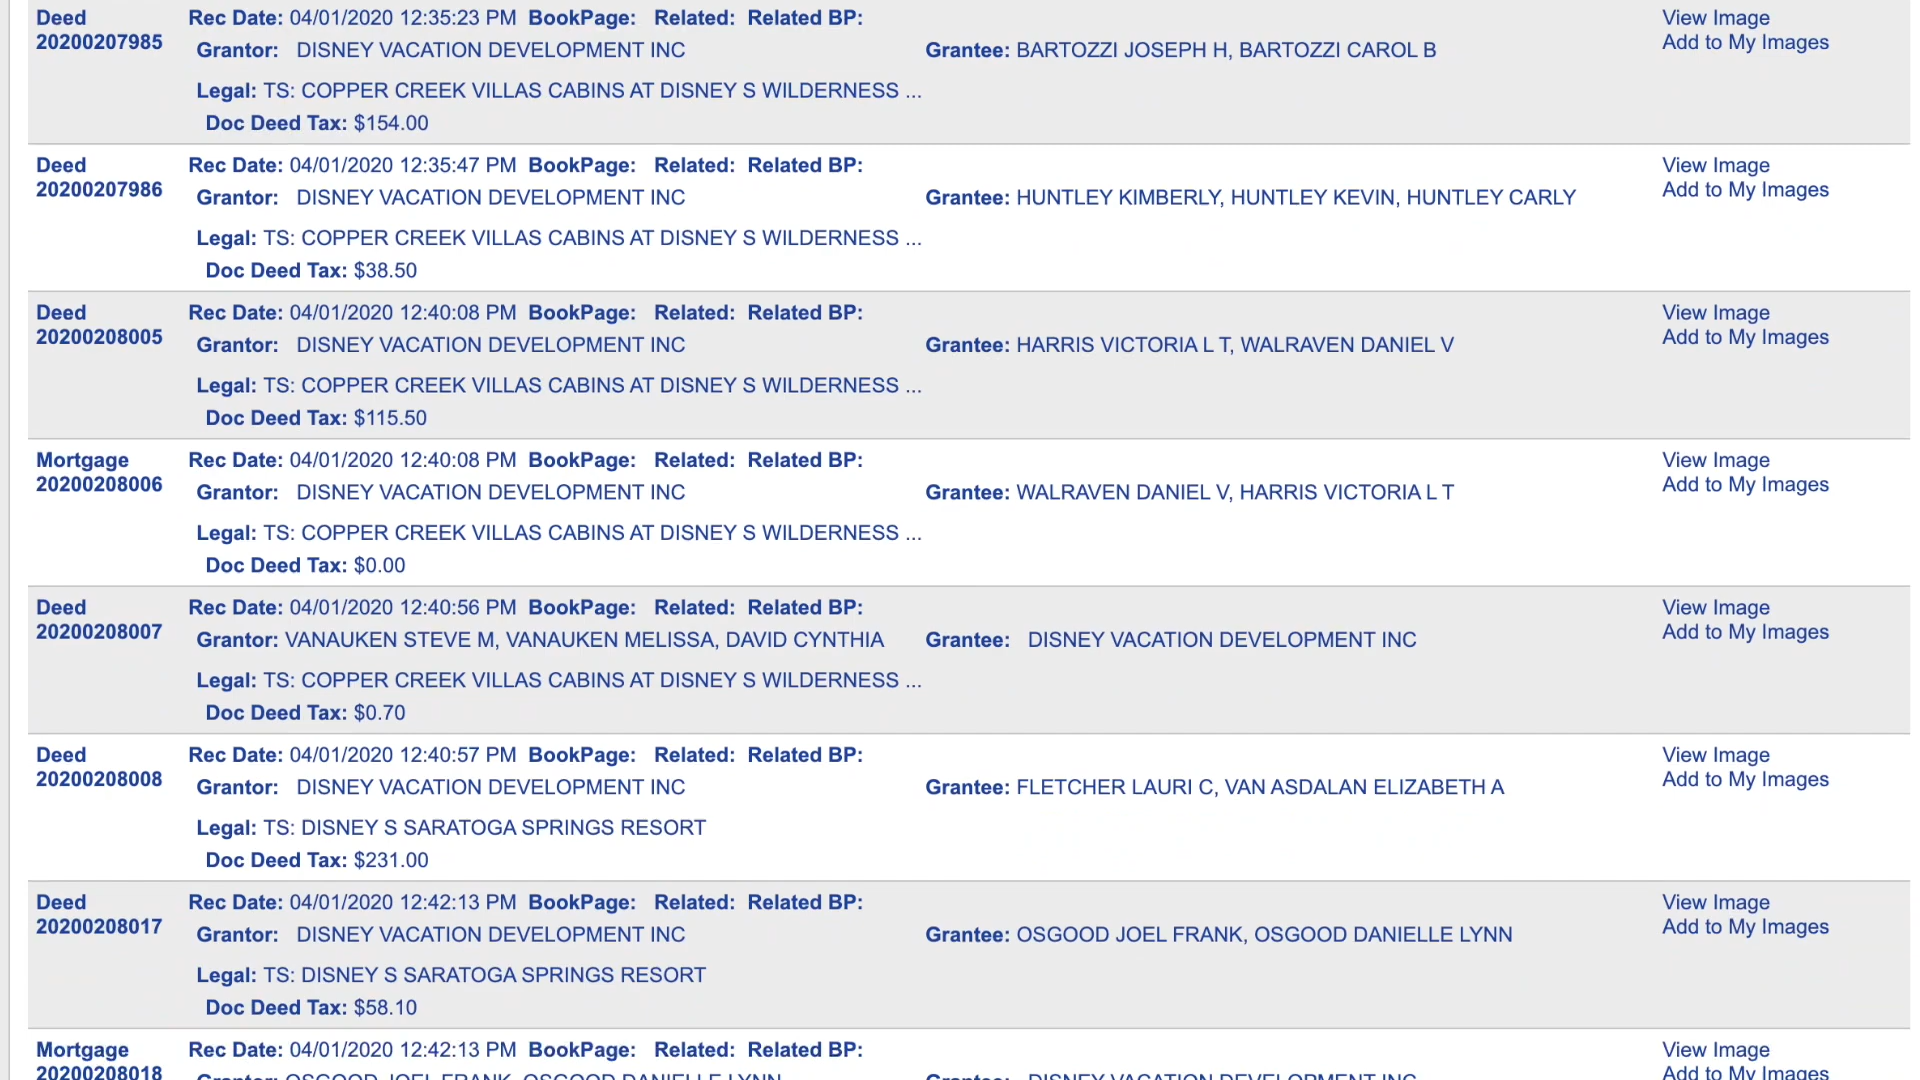 Deed Rec Date: 04/01/2020 12:35:23 PM BookPage: Related: Related BP: View Image
20200207985 Grantor: DISNEY VACATION DEVELOPMENT INC Grantee: BARTOZZI JOSEPH H, BARTOZZI CAROL B Add to My Images
Legal: TS: COPPER CREEK VILLAS CABINS AT DISNEY S WILDERNESS ...
Doc Deed Tax: $154.00
Deed Rec Date: 04/01/2020 12:35:47 PM BookPage: Related: Related BP: View Image
20200207986 Grantor: DISNEY VACATION DEVELOPMENT INC Grantee: HUNTLEY KIMBERLY, HUNTLEY KEVIN, HUNTLEY CARLY Add to My Images
Legal: TS: COPPER CREEK VILLAS CABINS AT DISNEY S WILDERNESS ...
Doc Deed Tax: $38.50
Deed Rec Date: 04/01/2020 12:40:08 PM BookPage: Related: Related BP: View Image
20200208005 Grantor: DISNEY VACATION DEVELOPMENT INC Grantee: HARRIS VICTORIA L T, WALRAVEN DANIEL V Add to My Images
Legal: TS: COPPER CREEK VILLAS CABINS AT DISNEY S WILDERNESS ...
Doc Deed Tax: $115.50
Mortgage Rec Date: 04/01/2020 12:40:08 PM BookPage: Related: Related BP: View Image
20200208006 Grantor: DISNEY VACATION DEVELOPMENT INC Grantee: WALRAVEN DANIEL V, HARRIS VICTORIA L T Add to My Images
Legal: TS: COPPER CREEK VILLAS CABINS AT DISNEY S WILDERNESS ...
Doc Deed Tax: $0.00
Deed Rec Date: 04/01/2020 12:40:56 PM BookPage: Related: Related BP: View Image
20200208007 Grantor: VANAUKEN STEVE M, VANAUKEN MELISSA, DAVID CYNTHIA Grantee: DISNEY VACATION DEVELOPMENT INC Add to My Images
Legal: TS: COPPER CREEK VILLAS CABINS AT DISNEY S WILDERNESS ...
Doc Deed Tax: $0.70
Deed Rec Date: 04/01/2020 12:40:57 PM BookPage: Related: Related BP: View Image
20200208008 Grantor: DISNEY VACATION DEVELOPMENT INC Grantee: FLETCHER LAURI C, VAN ASDALAN ELIZABETH A Add to My Images
Legal: TS: DISNEY S SARATOGA SPRINGS RESORT
Doc Deed Tax: $231.00
Deed Rec Date: 04/01/2020 12:42:13 PM BookPage: Related: Related BP: View Image
20200208017 Grantor: DISNEY VACATION DEVELOPMENT INC Grantee: OSGOOD JOEL FRANK, OSGOOD DANIELLE LYNN Add to My Images
Legal: TS: DISNEY S SARATOGA SPRINGS RESORT
Doc Deed Tax: $58.10
Mortgage Rec Date: 04/01/2020 12:42:13 PM BookPage: Related: Related BP: View Image
20200208018 Grantor: OSGOOD JOEL FRANK, OSGOOD DANIELLE LYNN Grantee: DISNEY VACATION DEVELOPMENT INC Add to My Images